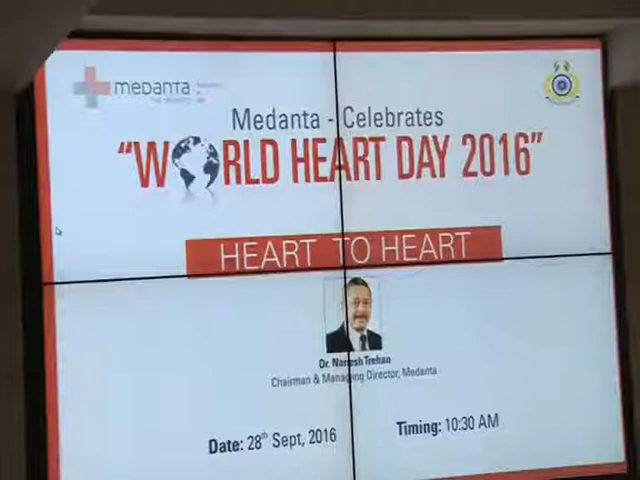 medanta
Medanta - Celebrates
"WORLD HEART DAY 2016"
HEART TO HEART
Dr. Naresh Trehan
Chairman & Managing Director, Medanta
Date: 28th Sept, 2016
Timing: 10:30 AM